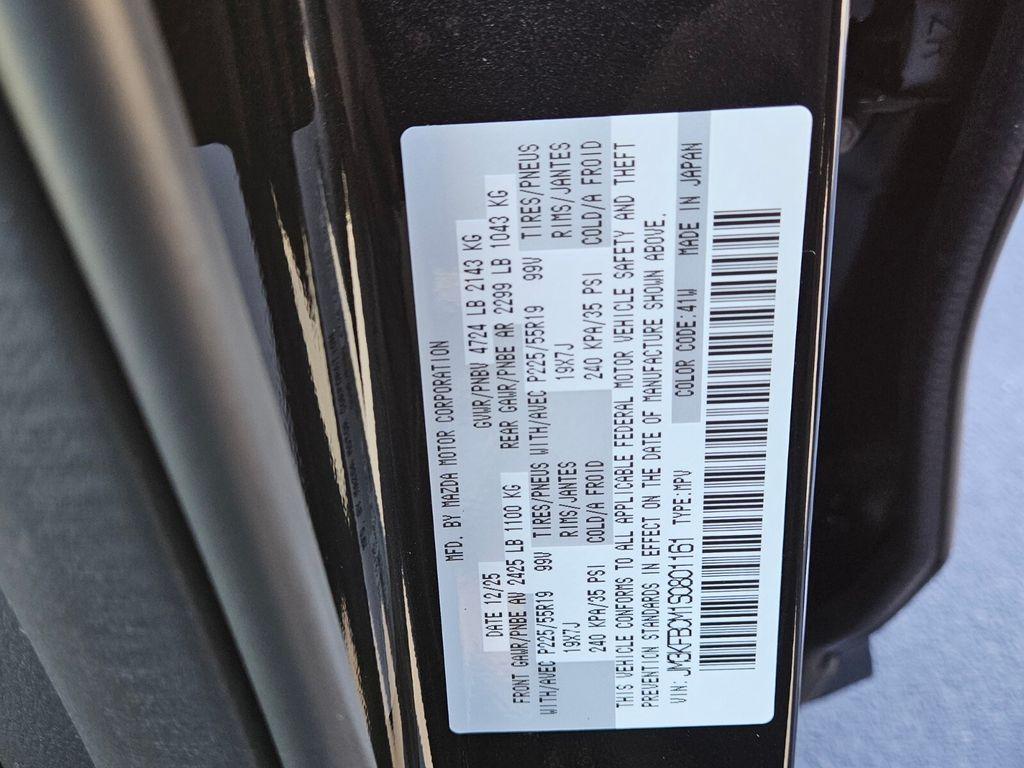 MFD. BY MAZDA MOTOR CORPORATION
DATE 12/25 GVWR/PNBV 4724 LB 2143 KG
FRONT GAWR/PNBE AV 2425 LB 1100 KG REAR GAWR/PNBE AR 2299 LB 1043 KG
WITH/AVEC P225/55R19 99V TIRES/PNEUS WITH/AVEC P225/55R19 99V TIRES/PNEUS
19X7J RIMS/JANTES 19X7J RIMS/JANTES
240 KPA/35 PSI COLD/A FROID 240 KPA/35 PSI COLD/A FROID
THIS VEHICLE CONFORMS TO ALL APPLICABLE FEDERAL MOTOR VEHICLE SAFETY AND THEFT
PREVENTION STANDARDS IN EFFECT ON THE DATE OF MANUFACTURE SHOWN ABOVE.
VIN:JM3KFBCM1S0801161 TYPE:MPV COLOR CODE:41W MADE IN JAPAN